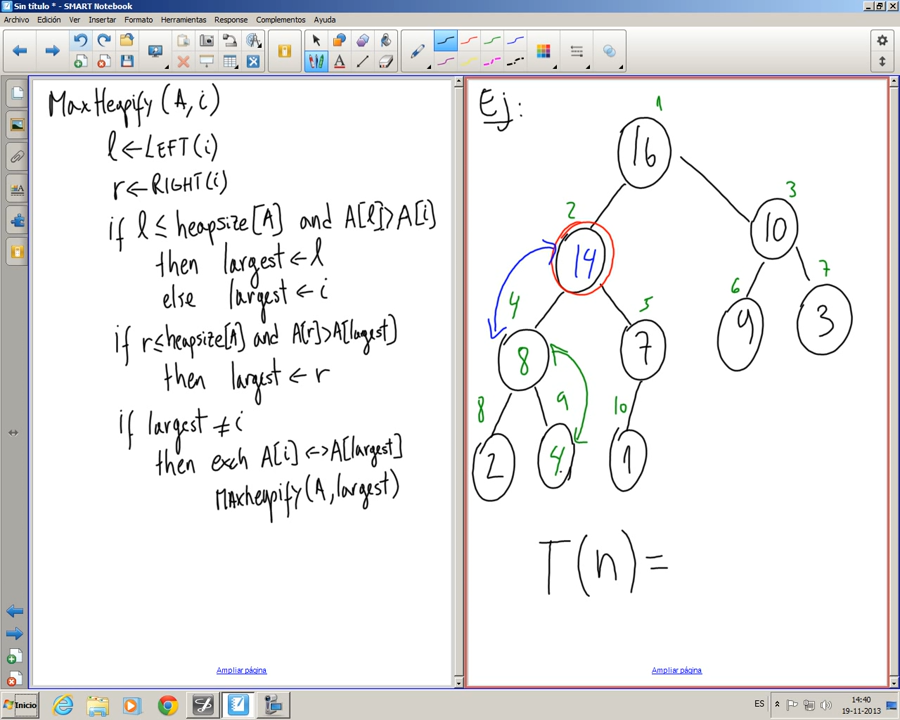 Sin título * - SMART Notebook
Archivo Edición Ver Insertar Formato Herramientas Response Complementos Ayuda
MaxHeapify (A, i)
l ← LEFT(i)
r ← RIGHT(i)
if l ≤ heapsize[A] and A[l] > A[i]
then largest ← l
else largest ← i
if r ≤ heapsize[A] and A[r] > A[largest]
then largest ← r
if largest ≠ i
then exch A[i] <-> A[largest]
MAxheapify (A, largest)
Ampliar página
Ej:
1
16
2
3
14
10
4
5
6
7
8
7
9
3
8
9
10
2
4
1
T(n) =
Ampliar página
Inicio
ES
14:40
19-11-2013